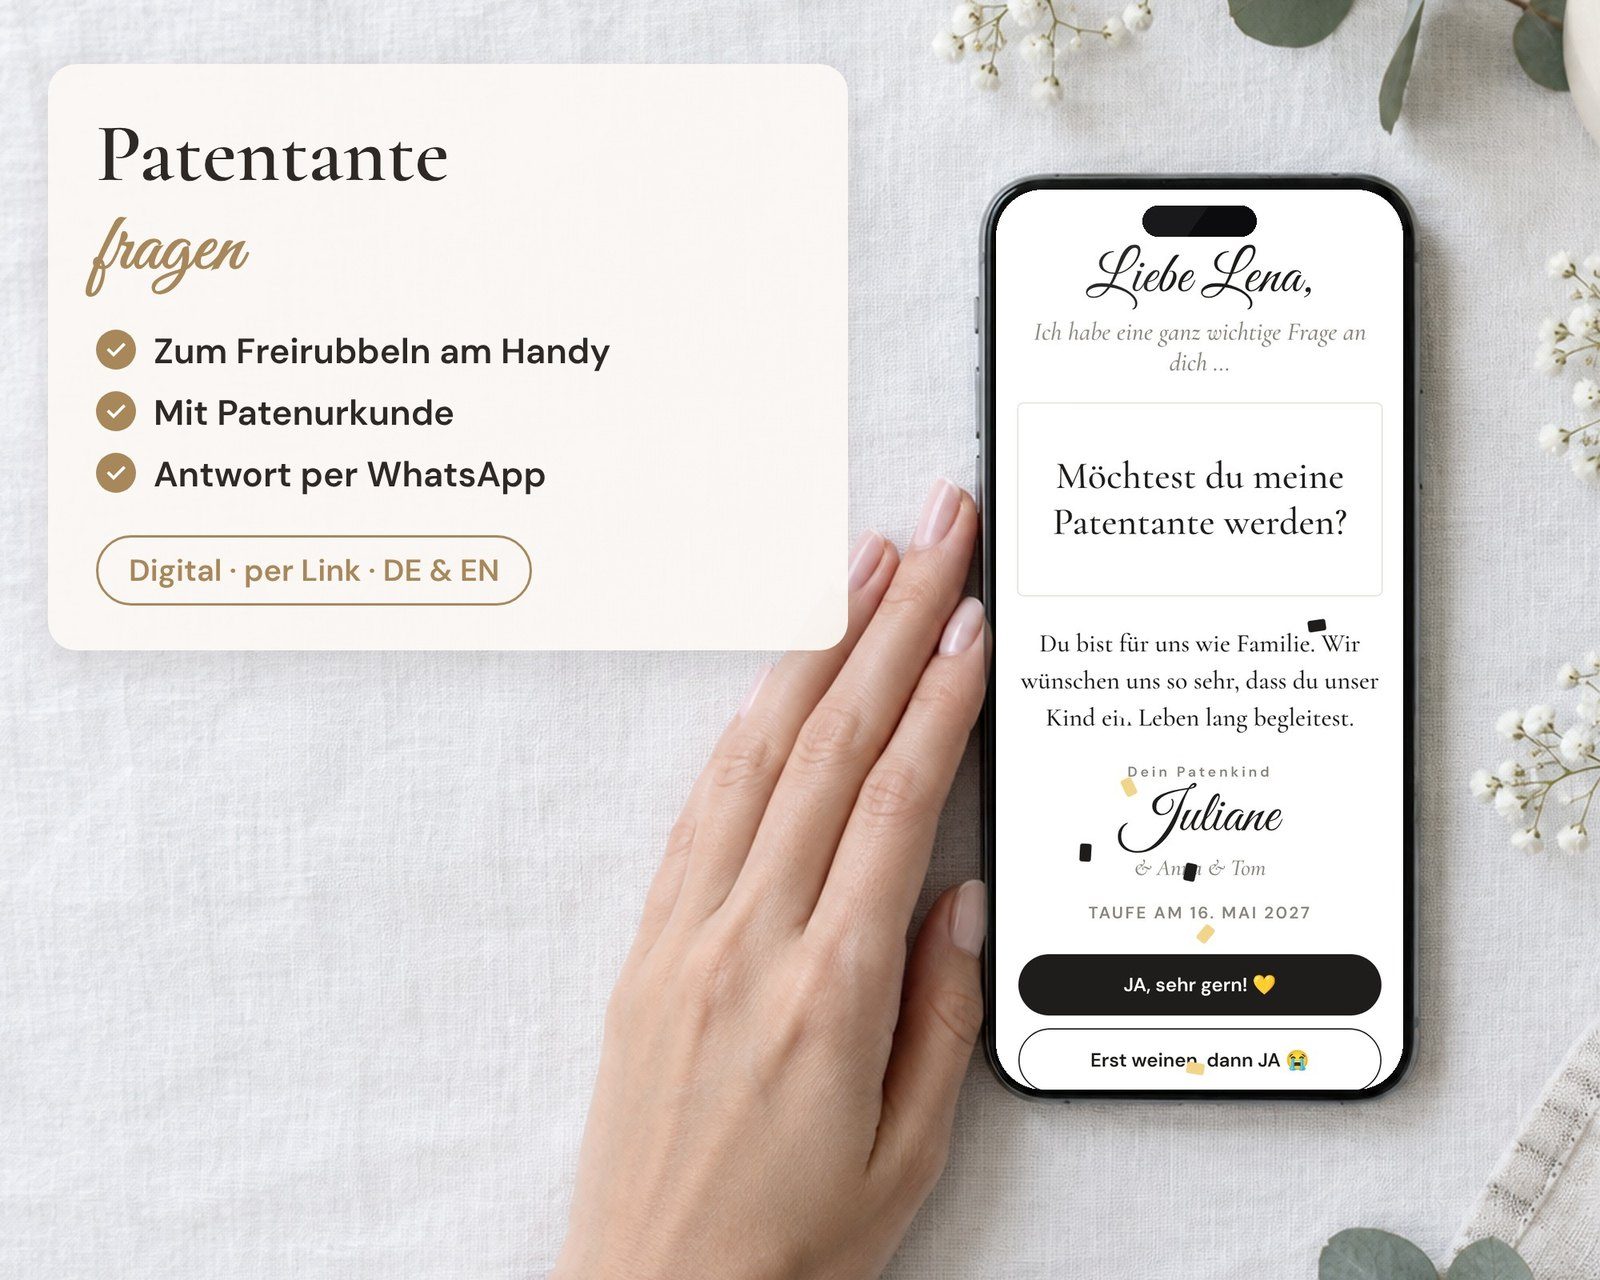 Patentante
fragen
Zum Freirubbeln am Handy
Mit Patenurkunde
Antwort per WhatsApp
Digital · per Link · DE & EN
Liebe Lena,
Ich habe eine ganz wichtige Frage an
dich ...
Möchtest du meine
Patentante werden?
Du bist für uns wie Familie. Wir
wünschen uns so sehr, dass du unser
Kind ein Leben lang begleitest.
Dein Patenkind
Juliane
& Anna & Tom
TAUFE AM 16. MAI 2027
JA, sehr gern! 💛
Erst weinen, dann JA 😭